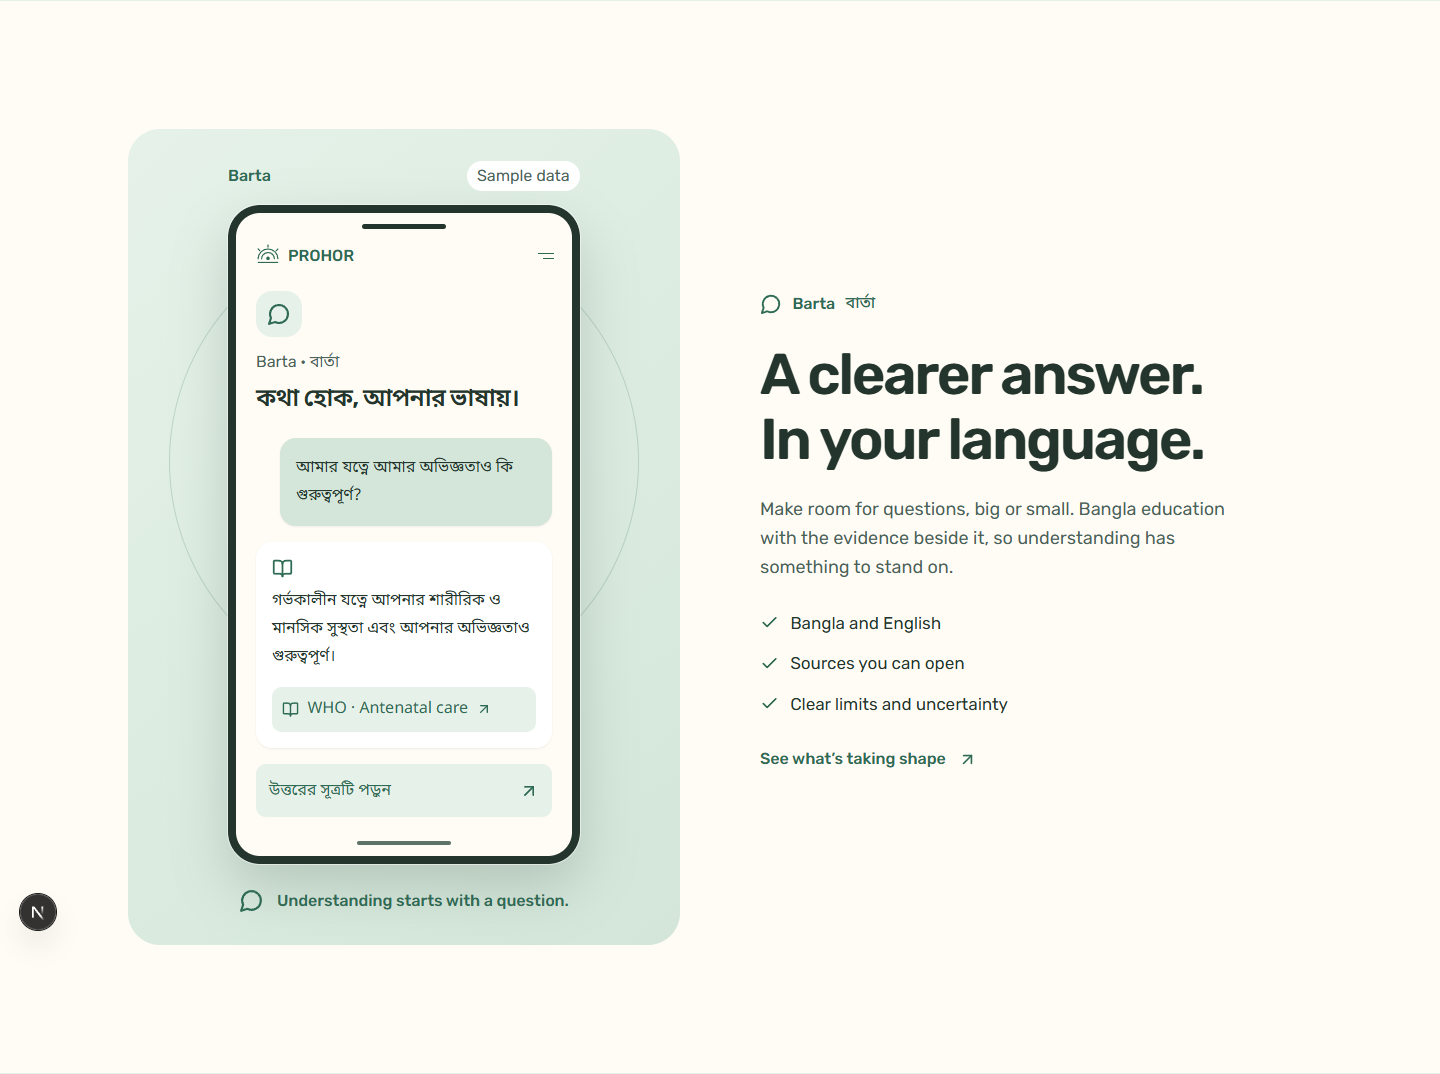 Barta
Sample data
PROHOR
Barta • বার্তা
কথা হোক, আপনার ভাষায়।
আমার যত্নে আমার অভিজ্ঞতাও কি
গুরুত্বপূর্ণ?
গর্ভকালীন যত্নে আপনার শারীরিক ও
মানসিক সুস্থতা এবং আপনার অভিজ্ঞতাও
গুরুত্বপূর্ণ।
WHO · Antenatal care
উত্তরের সূত্রটি পড়ুন
Understanding starts with a question.
Barta বার্তা
A clearer answer.
In your language.
Make room for questions, big or small. Bangla education
with the evidence beside it, so understanding has
something to stand on.
Bangla and English
Sources you can open
Clear limits and uncertainty
See what’s taking shape
N